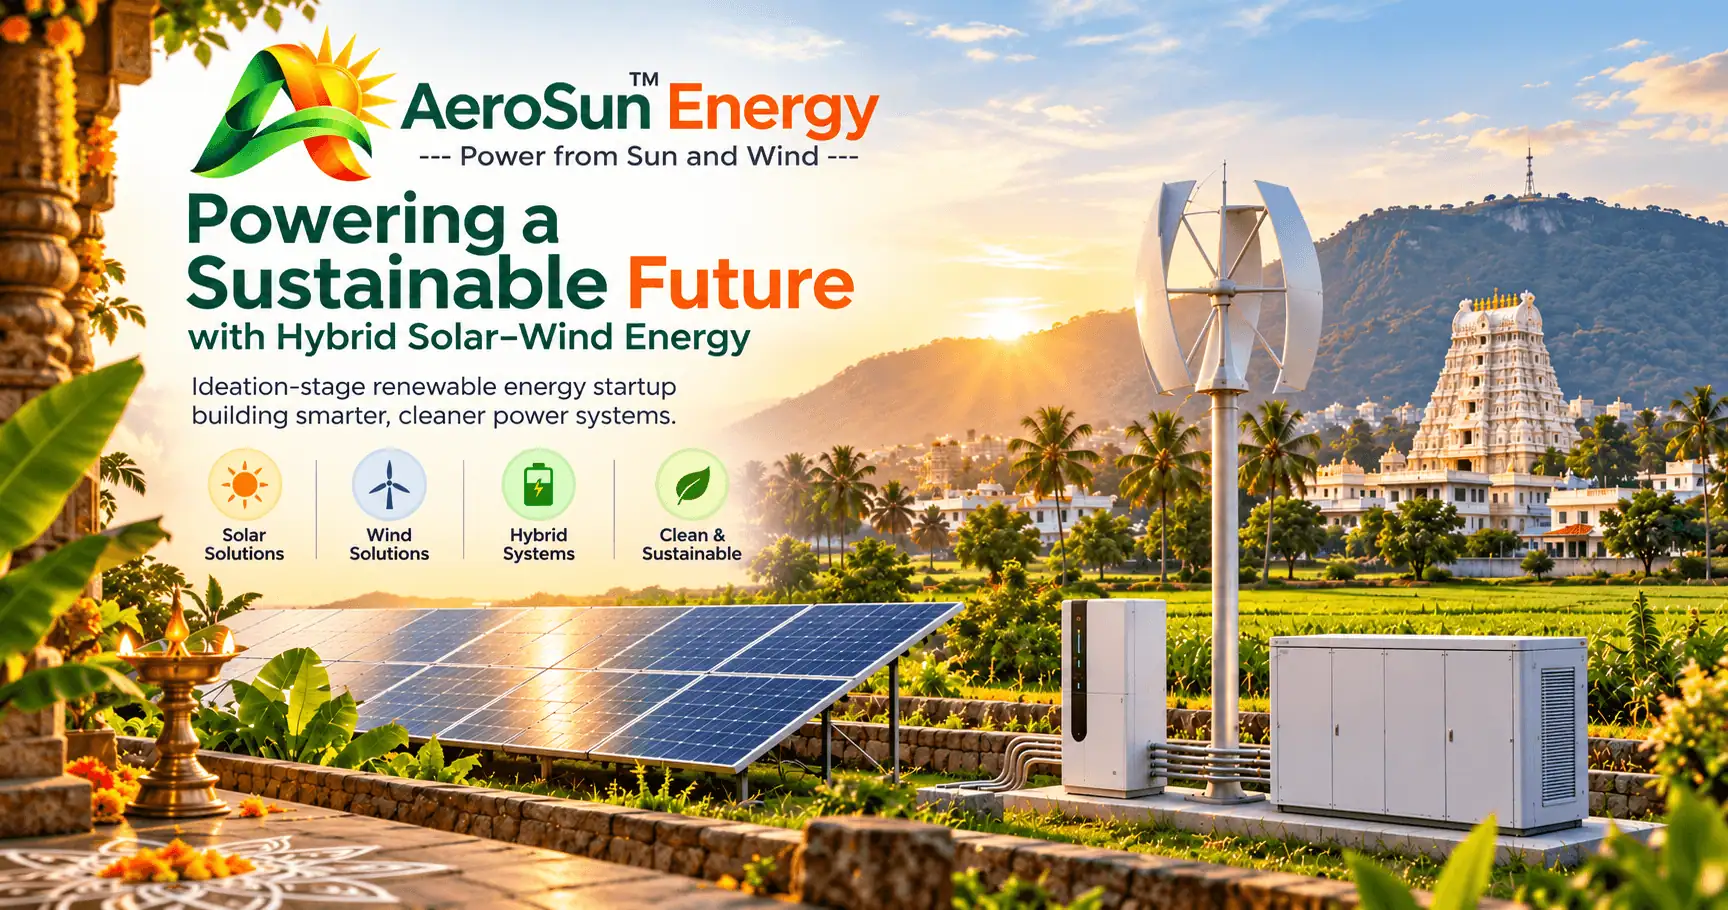 AeroSun™ Energy
--- Power from Sun and Wind ---
Powering a
Sustainable Future
with Hybrid Solar–Wind Energy
Ideation-stage renewable energy startup
building smarter, cleaner power systems.
Solar
Solutions
Wind
Solutions
Hybrid
Systems
Clean &
Sustainable